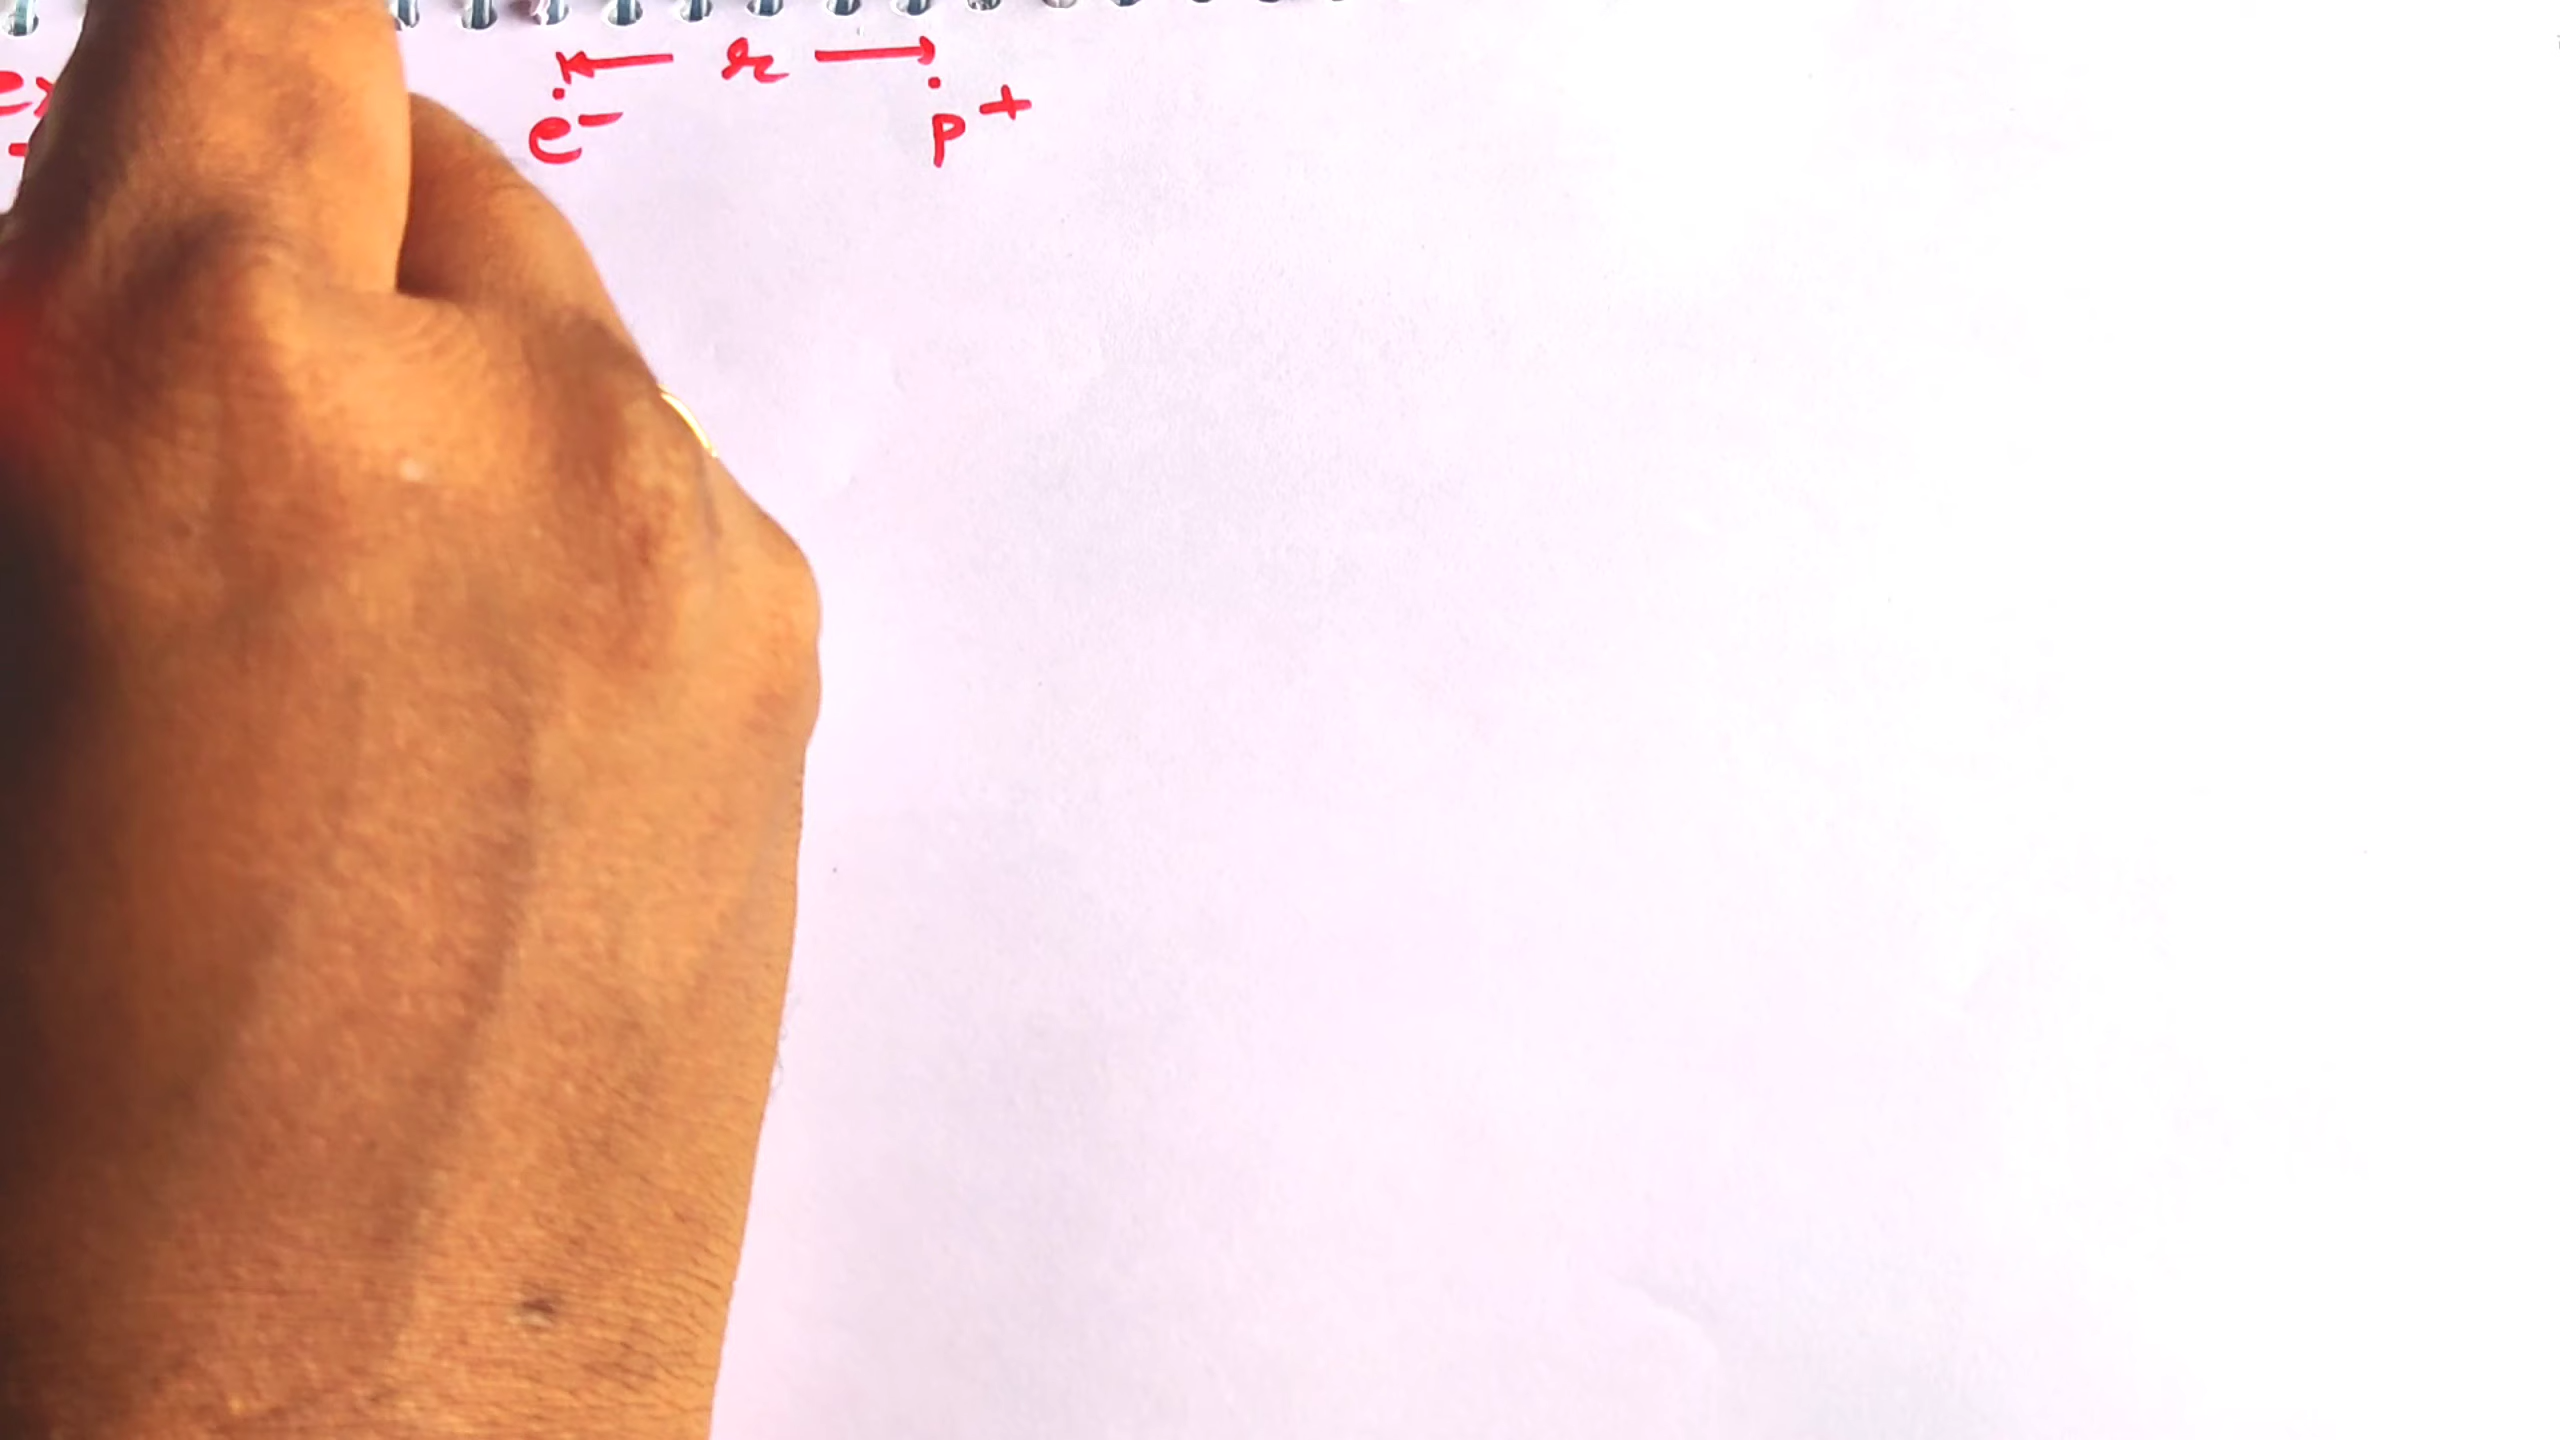 ← r →
e⁻ p⁺